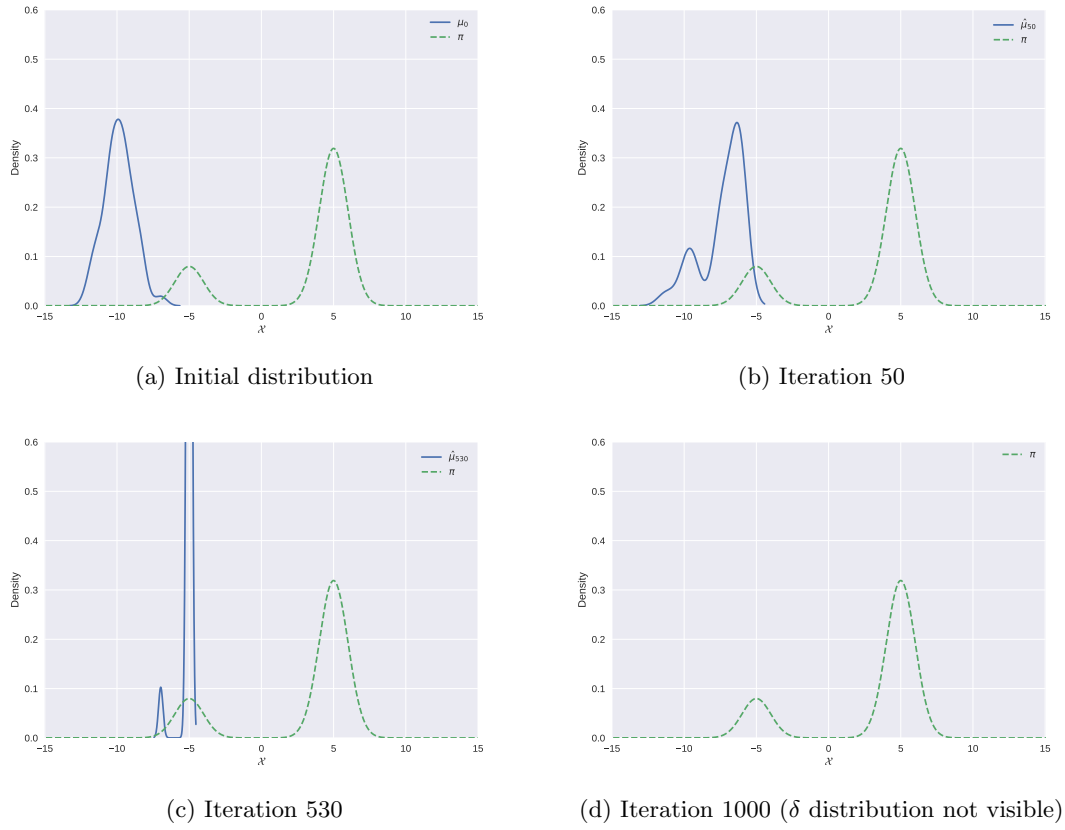 0.6
0.5
0.4
0.3
0.2
0.1
0.0
Density
−15 −10 −5 0 5 10 15
𝒳
μ₀
π
(a) Initial distribution
0.6
0.5
0.4
0.3
0.2
0.1
0.0
Density
−15 −10 −5 0 5 10 15
𝒳
μ̂₅₀
π
(b) Iteration 50
0.6
0.5
0.4
0.3
0.2
0.1
0.0
Density
−15 −10 −5 0 5 10 15
𝒳
μ̂₅₃₀
π
(c) Iteration 530
0.6
0.5
0.4
0.3
0.2
0.1
0.0
Density
−15 −10 −5 0 5 10 15
𝒳
π
(d) Iteration 1000 (δ distribution not visible)